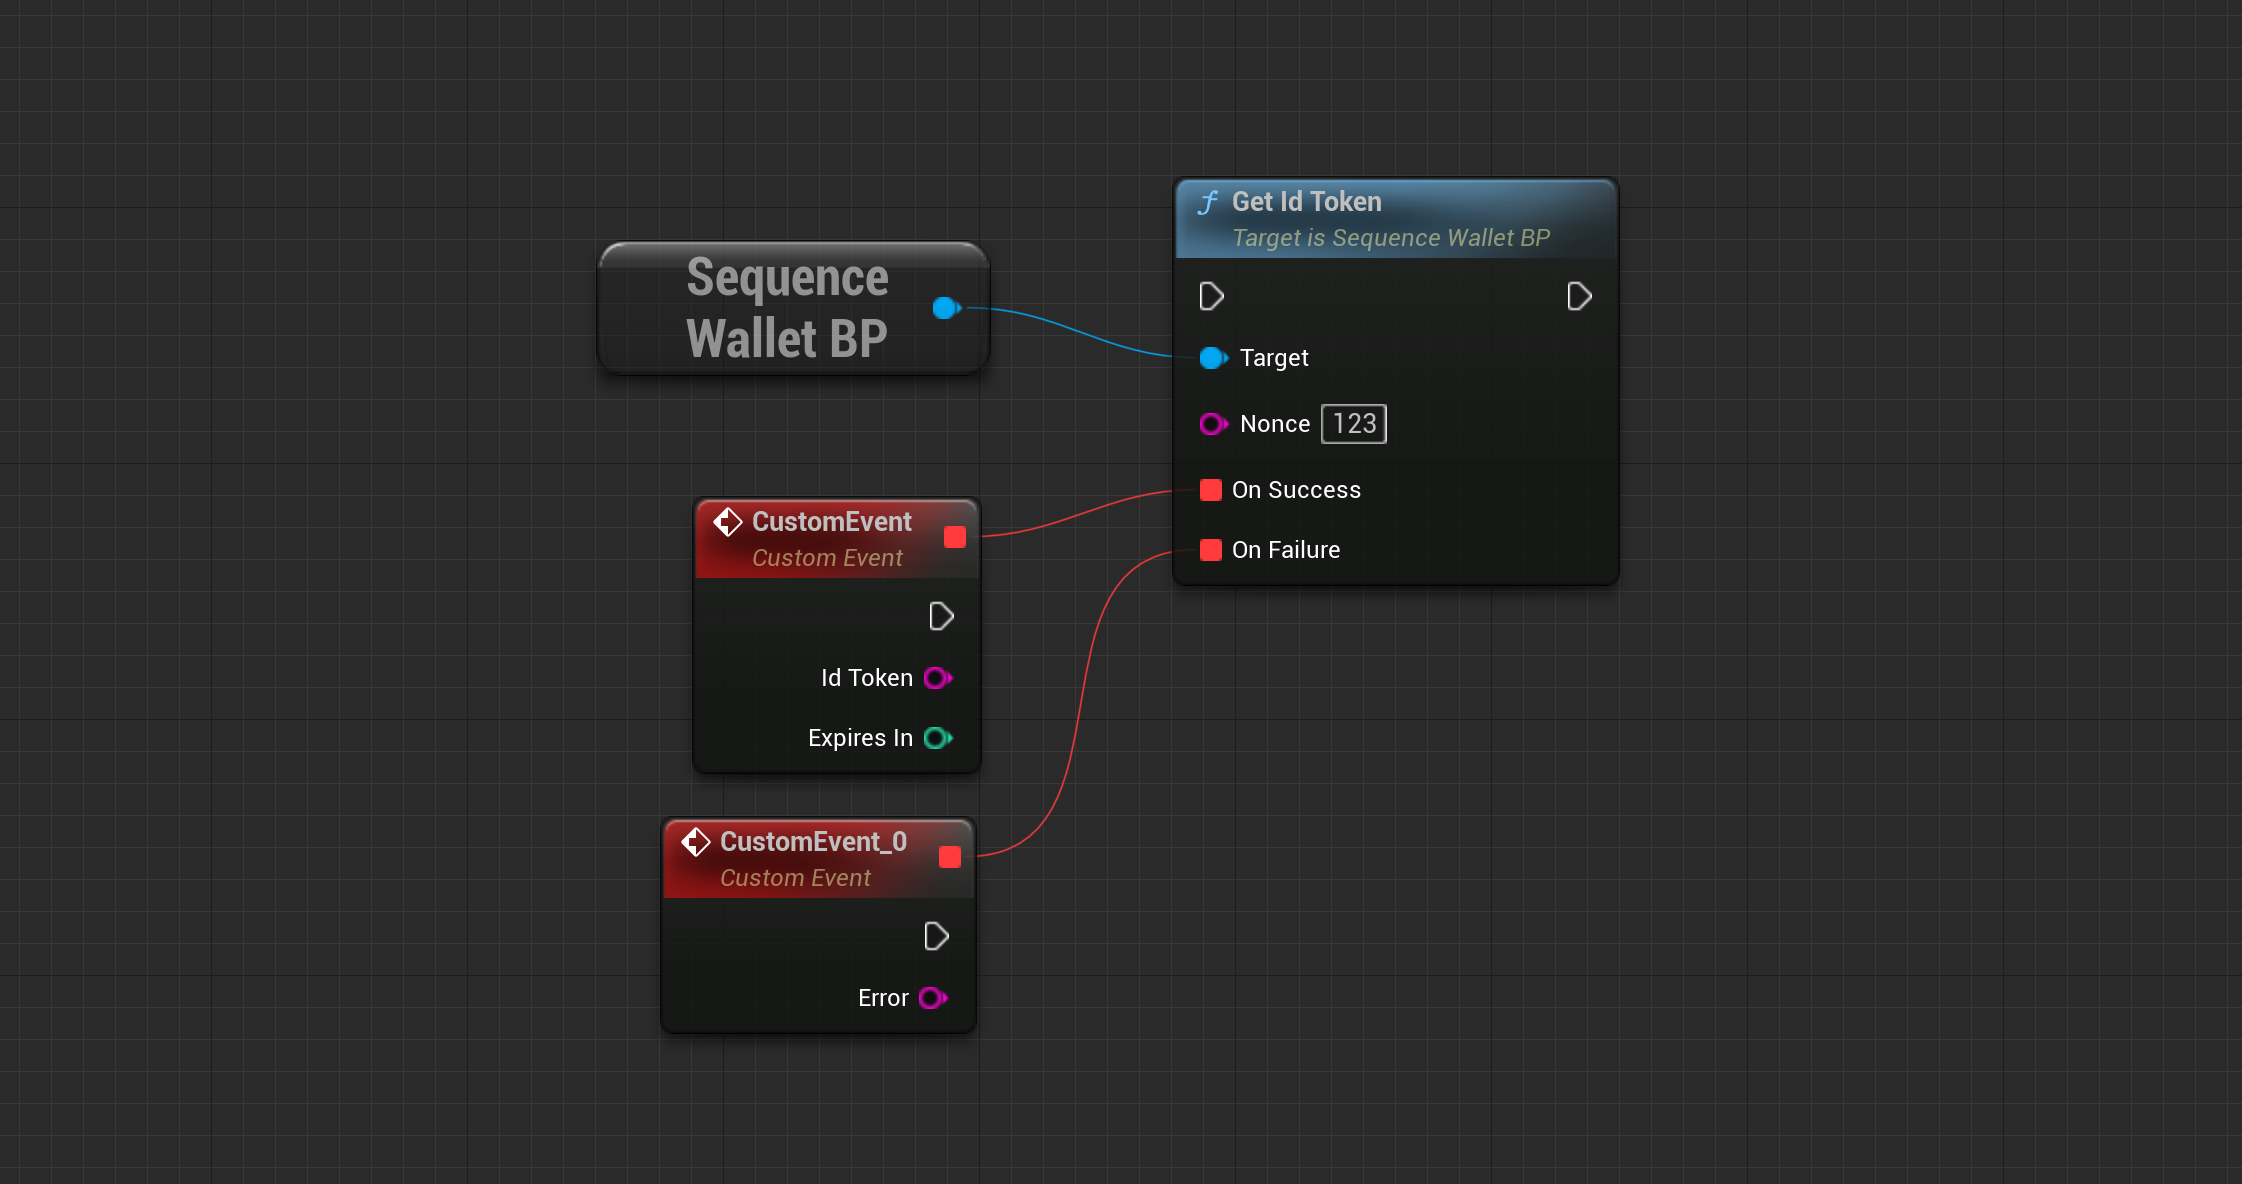 Sequence
Wallet BP
Get Id Token
Target is Sequence Wallet BP
Target
Nonce 123
On Success
On Failure
CustomEvent
Custom Event
Id Token
Expires In
CustomEvent_0
Custom Event
Error